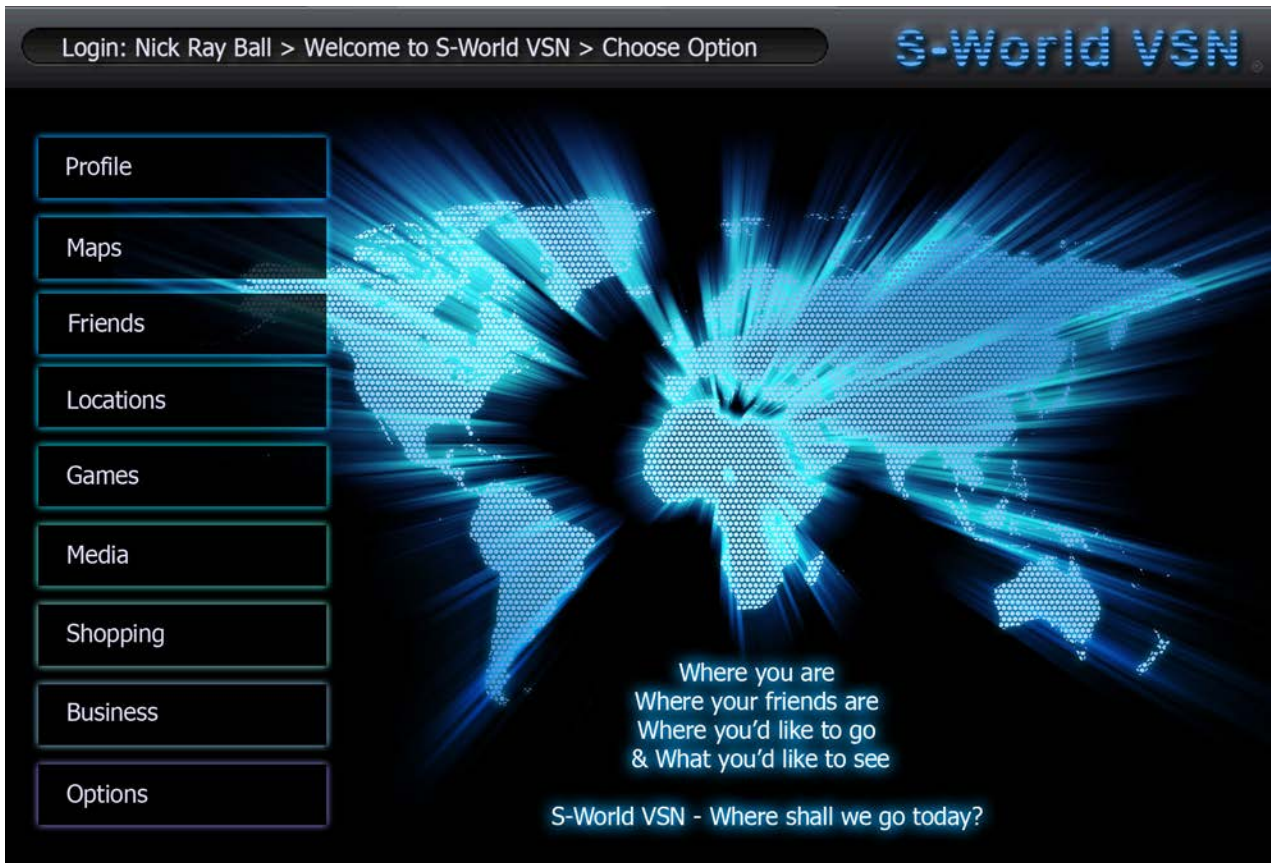 Login: Nick Ray Ball > Welcome to S-World VSN > Choose Option
S-World VSN
Profile
Maps
Friends
Locations
Games
Media
Shopping
Business
Options
Where you are
Where your friends are
Where you'd like to go
& What you'd like to see
S-World VSN - Where shall we go today?